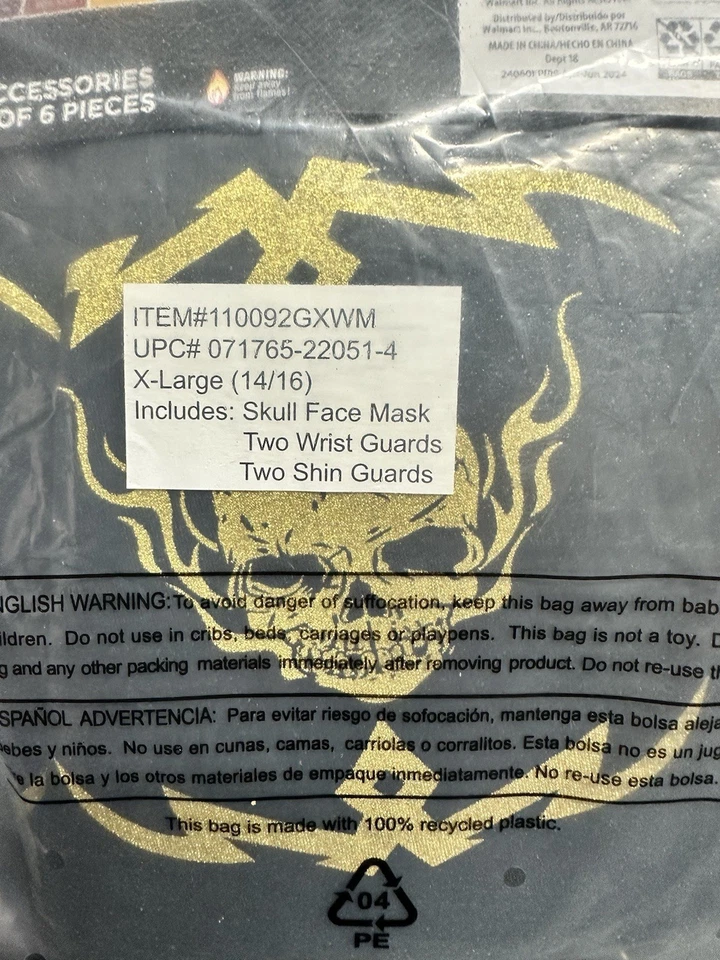 Distributed by/Distribuido por
Walmart Inc., Bentonville, AR 72716
MADE IN CHINA/HECHO EN CHINA
Dept 18
Jun 2024
CCESSORIES
OF 6 PIECES
WARNING:
Keep away
from flames!
ITEM#110092GXWM
UPC# 071765-22051-4
X-Large (14/16)
Includes: Skull Face Mask
Two Wrist Guards
Two Shin Guards
NGLISH WARNING: To avoid danger of suffocation, keep this bag away from bab
ildren. Do not use in cribs, beds, carriages or playpens. This bag is not a toy. D
g and any other packing materials immediately after removing product. Do not re-use th
SPAÑOL ADVERTENCIA: Para evitar riesgo de sofocación, mantenga esta bolsa aleja
ebes y niños. No use en cunas, camas, carriolas o corralitos. Esta bolsa no es un jug
e la bolsa y los otros materiales de empaque inmediatamente. No re-use esta bolsa.
This bag is made with 100% recycled plastic.
04
PE